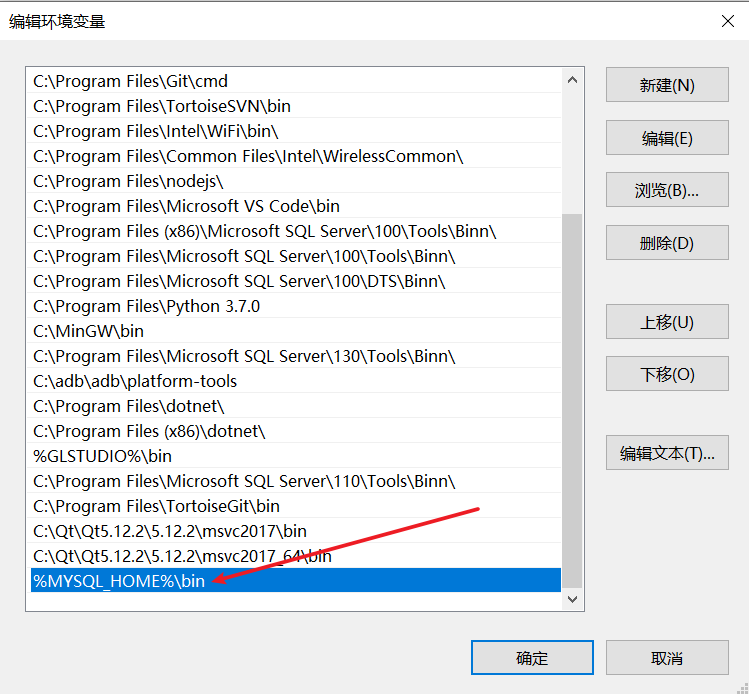 编辑环境变量
C:\Program Files\Git\cmd
C:\Program Files\TortoiseSVN\bin
C:\Program Files\Intel\WiFi\bin\
C:\Program Files\Common Files\Intel\WirelessCommon\
C:\Program Files\nodejs\
C:\Program Files\Microsoft VS Code\bin
C:\Program Files (x86)\Microsoft SQL Server\100\Tools\Binn\
C:\Program Files\Microsoft SQL Server\100\Tools\Binn\
C:\Program Files\Microsoft SQL Server\100\DTS\Binn\
C:\Program Files\Python 3.7.0
C:\MinGW\bin
C:\Program Files\Microsoft SQL Server\130\Tools\Binn\
C:\adb\adb\platform-tools
C:\Program Files\dotnet\
C:\Program Files (x86)\dotnet\
%GLSTUDIO%\bin
C:\Program Files\Microsoft SQL Server\110\Tools\Binn\
C:\Program Files\TortoiseGit\bin
C:\Qt\Qt5.12.2\5.12.2\msvc2017\bin
C:\Qt\Qt5.12.2\5.12.2\msvc2017_64\bin
%MYSQL_HOME%\bin
新建(N)
编辑(E)
浏览(B)...
删除(D)
上移(U)
下移(O)
编辑文本(T)...
确定
取消